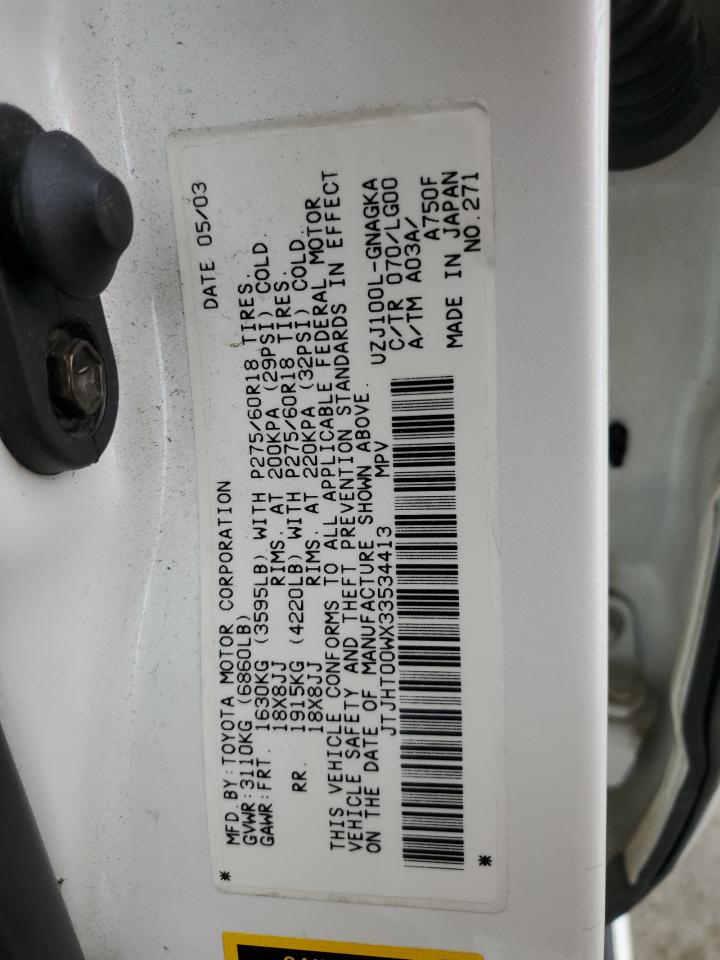 DATE 05/03
MFD. BY: TOYOTA MOTOR CORPORATION
GVWR: 3110KG (6860LB)
GAWR: FRT. 1630KG (3595LB) WITH P275/60R18 TIRES.
18X8JJ RIMS. AT 200KPA (29PSI) COLD.
RR. 1915KG (4220LB) WITH P275/60R18 TIRES.
18X8JJ RIMS. AT 220KPA (32PSI) COLD.
THIS VEHICLE CONFORMS TO ALL APPLICABLE FEDERAL MOTOR
VEHICLE SAFETY AND THEFT PREVENTION STANDARDS IN EFFECT
ON THE DATE OF MANUFACTURE SHOWN ABOVE.
JTJHT00WX33534413 MPV
UZJ100L-GNAGKA
C/TR 070/LG00
A/TM A03A/
A750F
MADE IN JAPAN
* * NO.271